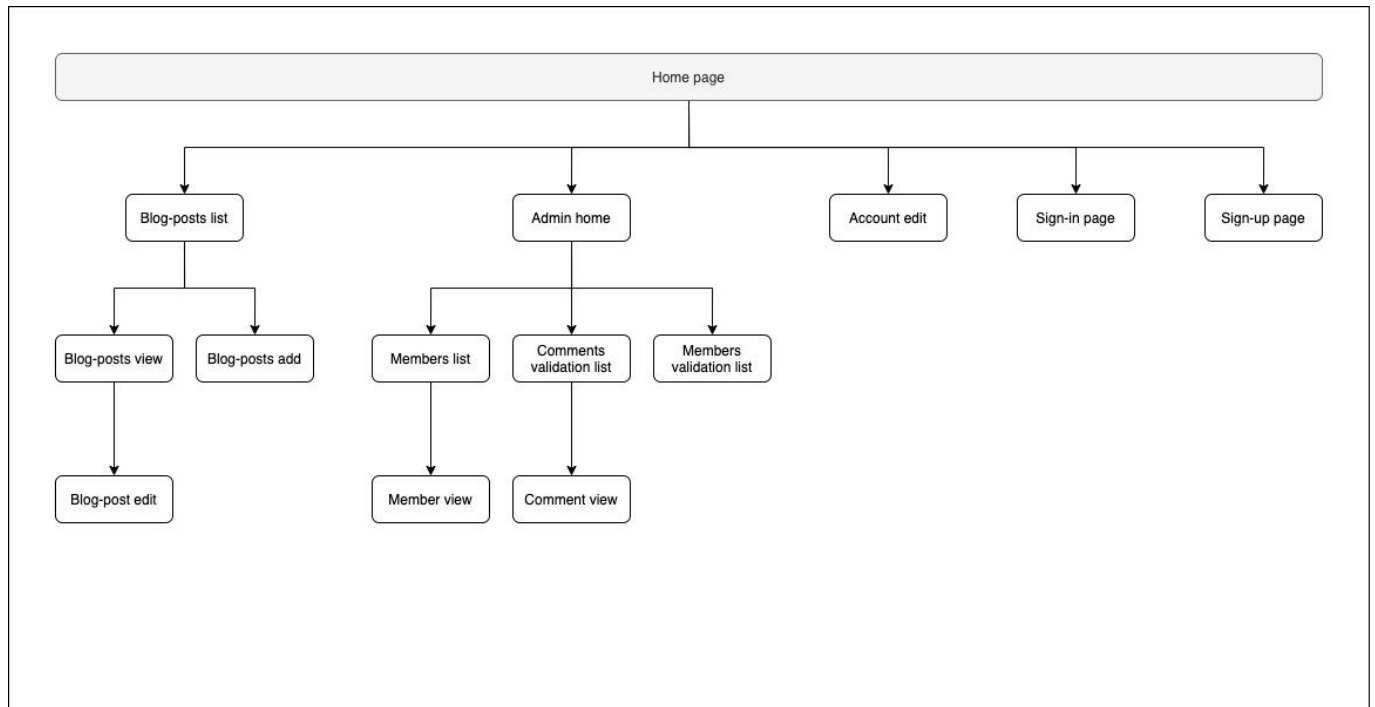 Home page
Blog-posts list
Admin home
Account edit
Sign-in page
Sign-up page
Blog-posts view
Blog-posts add
Members list
Comments
validation list
Members
validation list
Blog-post edit
Member view
Comment view